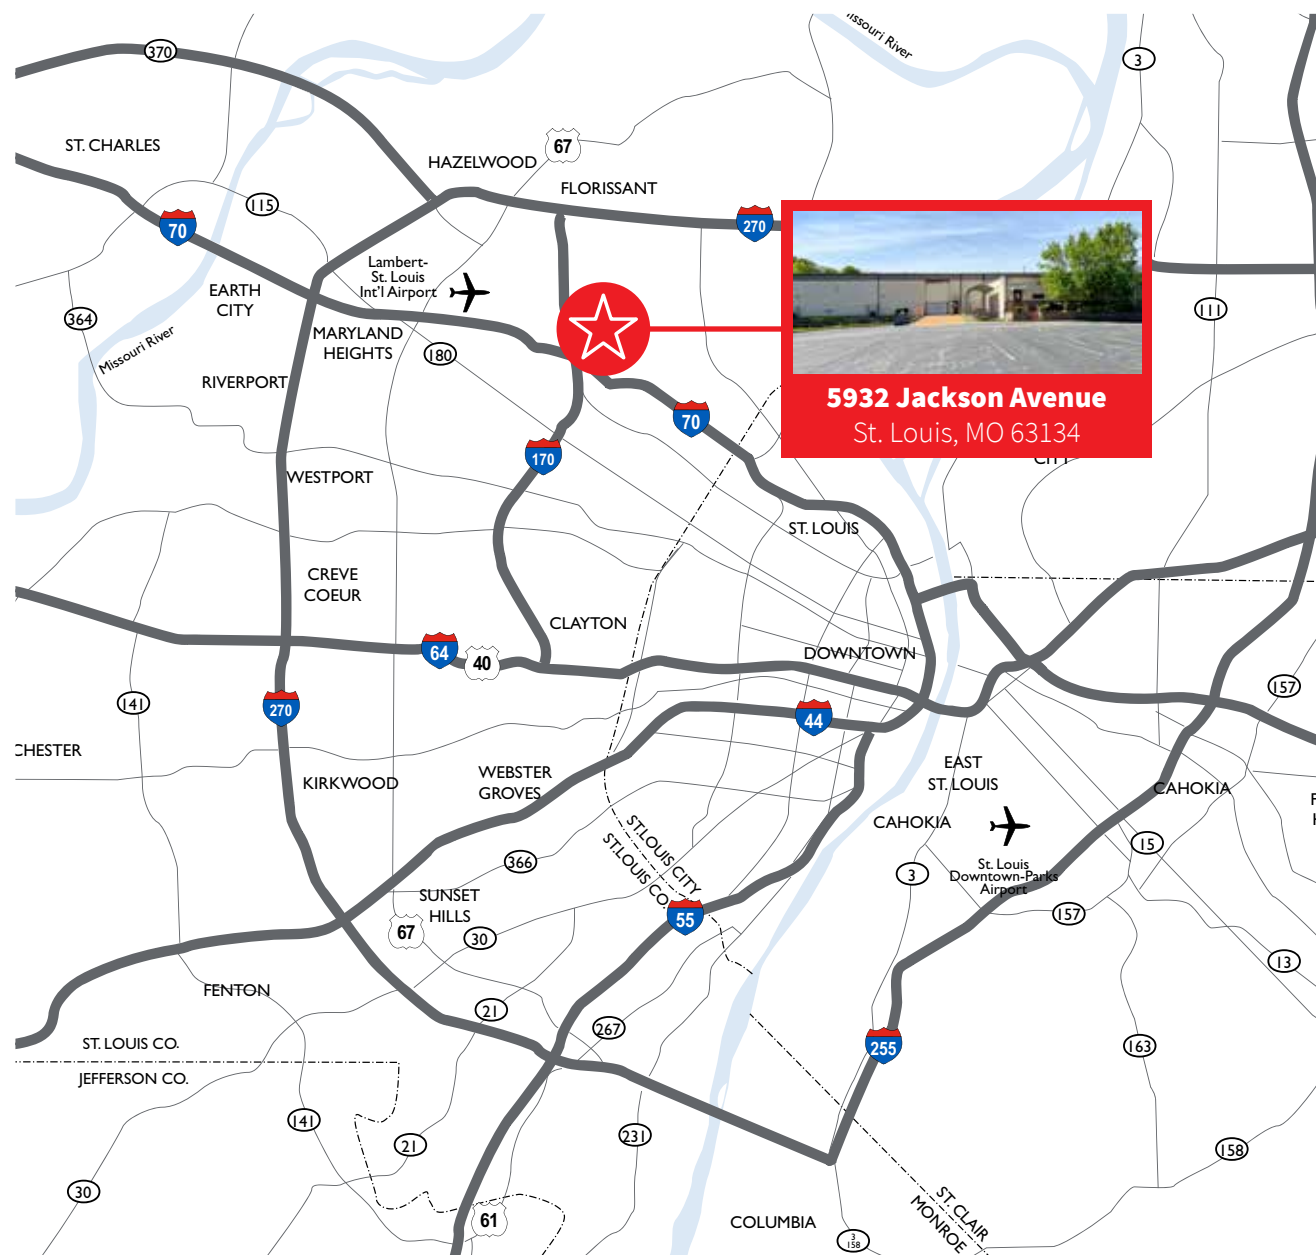 Missouri River
370
3
ST. CHARLES
67
HAZELWOOD
FLORISSANT
115
70
270
Lambert-
St. Louis
Int'l Airport
EARTH
CITY
364
Missouri River
MARYLAND
HEIGHTS
180
111
RIVERPORT
5932 Jackson Avenue
St. Louis, MO 63134
70
CITY
170
WESTPORT
ST. LOUIS
CREVE
COEUR
CLAYTON
64
40
DOWNTOWN
141
270
157
44
CHESTER
KIRKWOOD
WEBSTER
GROVES
EAST
ST. LOUIS
CAHOKIA
CAHOKIA
ST.LOUIS CITY
ST.LOUIS CO.
15
366
3
St. Louis
Downtown-Parks
Airport
SUNSET
HILLS
67
30
55
157
13
FENTON
21
267
255
163
ST. LOUIS CO.
JEFFERSON CO.
141
21
231
158
30
61
COLUMBIA
ST. CLAIR
MONROE
3
158